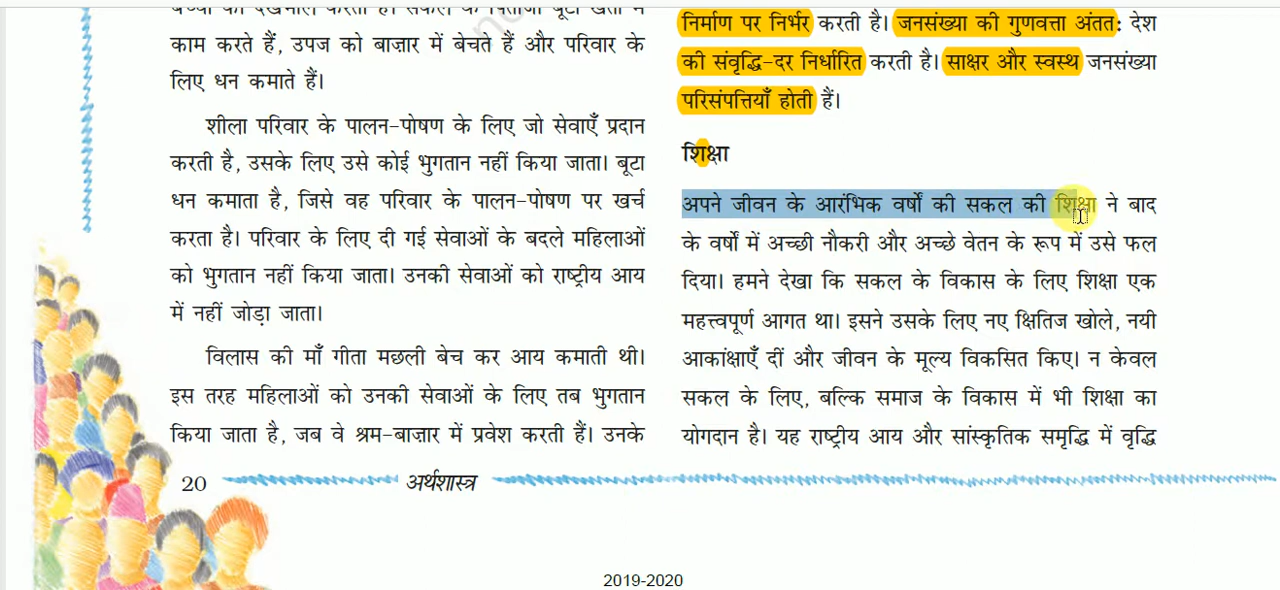 काम करते हैं, उपज को बाज़ार में बेचते हैं और परिवार के
लिए धन कमाते हैं।
शीला परिवार के पालन-पोषण के लिए जो सेवाएँ प्रदान
करती है, उसके लिए उसे कोई भुगतान नहीं किया जाता। बूटा
धन कमाता है, जिसे वह परिवार के पालन-पोषण पर खर्च
करता है। परिवार के लिए दी गई सेवाओं के बदले महिलाओं
को भुगतान नहीं किया जाता। उनकी सेवाओं को राष्ट्रीय आय
में नहीं जोड़ा जाता।
विलास की माँ गीता मछली बेच कर आय कमाती थी।
इस तरह महिलाओं को उनकी सेवाओं के लिए तब भुगतान
किया जाता है, जब वे श्रम-बाज़ार में प्रवेश करती हैं। उनके
निर्माण पर निर्भर करती है। जनसंख्या की गुणवत्ता अंतत: देश
की संवृद्धि-दर निर्धारित करती है। साक्षर और स्वस्थ जनसंख्या
परिसंपत्तियाँ होती हैं।
शिक्षा
अपने जीवन के आरंभिक वर्षों की सकल की शिक्षा ने बाद
के वर्षों में अच्छी नौकरी और अच्छे वेतन के रूप में उसे फल
दिया। हमने देखा कि सकल के विकास के लिए शिक्षा एक
महत्त्वपूर्ण आगत था। इसने उसके लिए नए क्षितिज खोले, नयी
आकांक्षाएँ दीं और जीवन के मूल्य विकसित किए। न केवल
सकल के लिए, बल्कि समाज के विकास में भी शिक्षा का
योगदान है। यह राष्ट्रीय आय और सांस्कृतिक समृद्धि में वृद्धि
20 अर्थशास्त्र
2019-2020